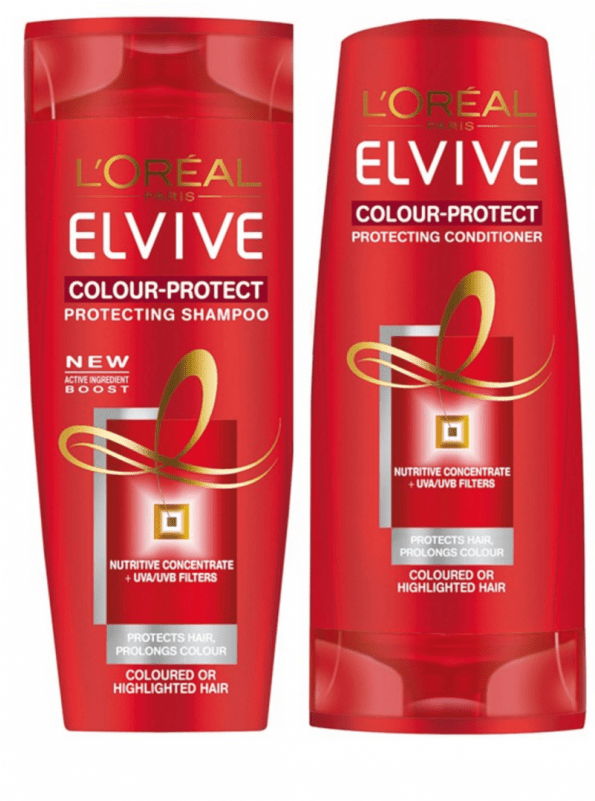 L'ORÉAL
PARIS
ELVIVE
COLOUR-PROTECT
PROTECTING SHAMPOO
NEW
ACTIVE INGREDIENT
BOOST
NUTRITIVE CONCENTRATE
+ UVA/UVB FILTERS
PROTECTS HAIR,
PROLONGS COLOUR
COLOURED OR
HIGHLIGHTED HAIR
L'ORÉAL
PARIS
ELVIVE
COLOUR-PROTECT
PROTECTING CONDITIONER
NUTRITIVE CONCENTRATE
+ UVA/UVB FILTERS
PROTECTS HAIR,
PROLONGS COLOUR
COLOURED OR
HIGHLIGHTED HAIR